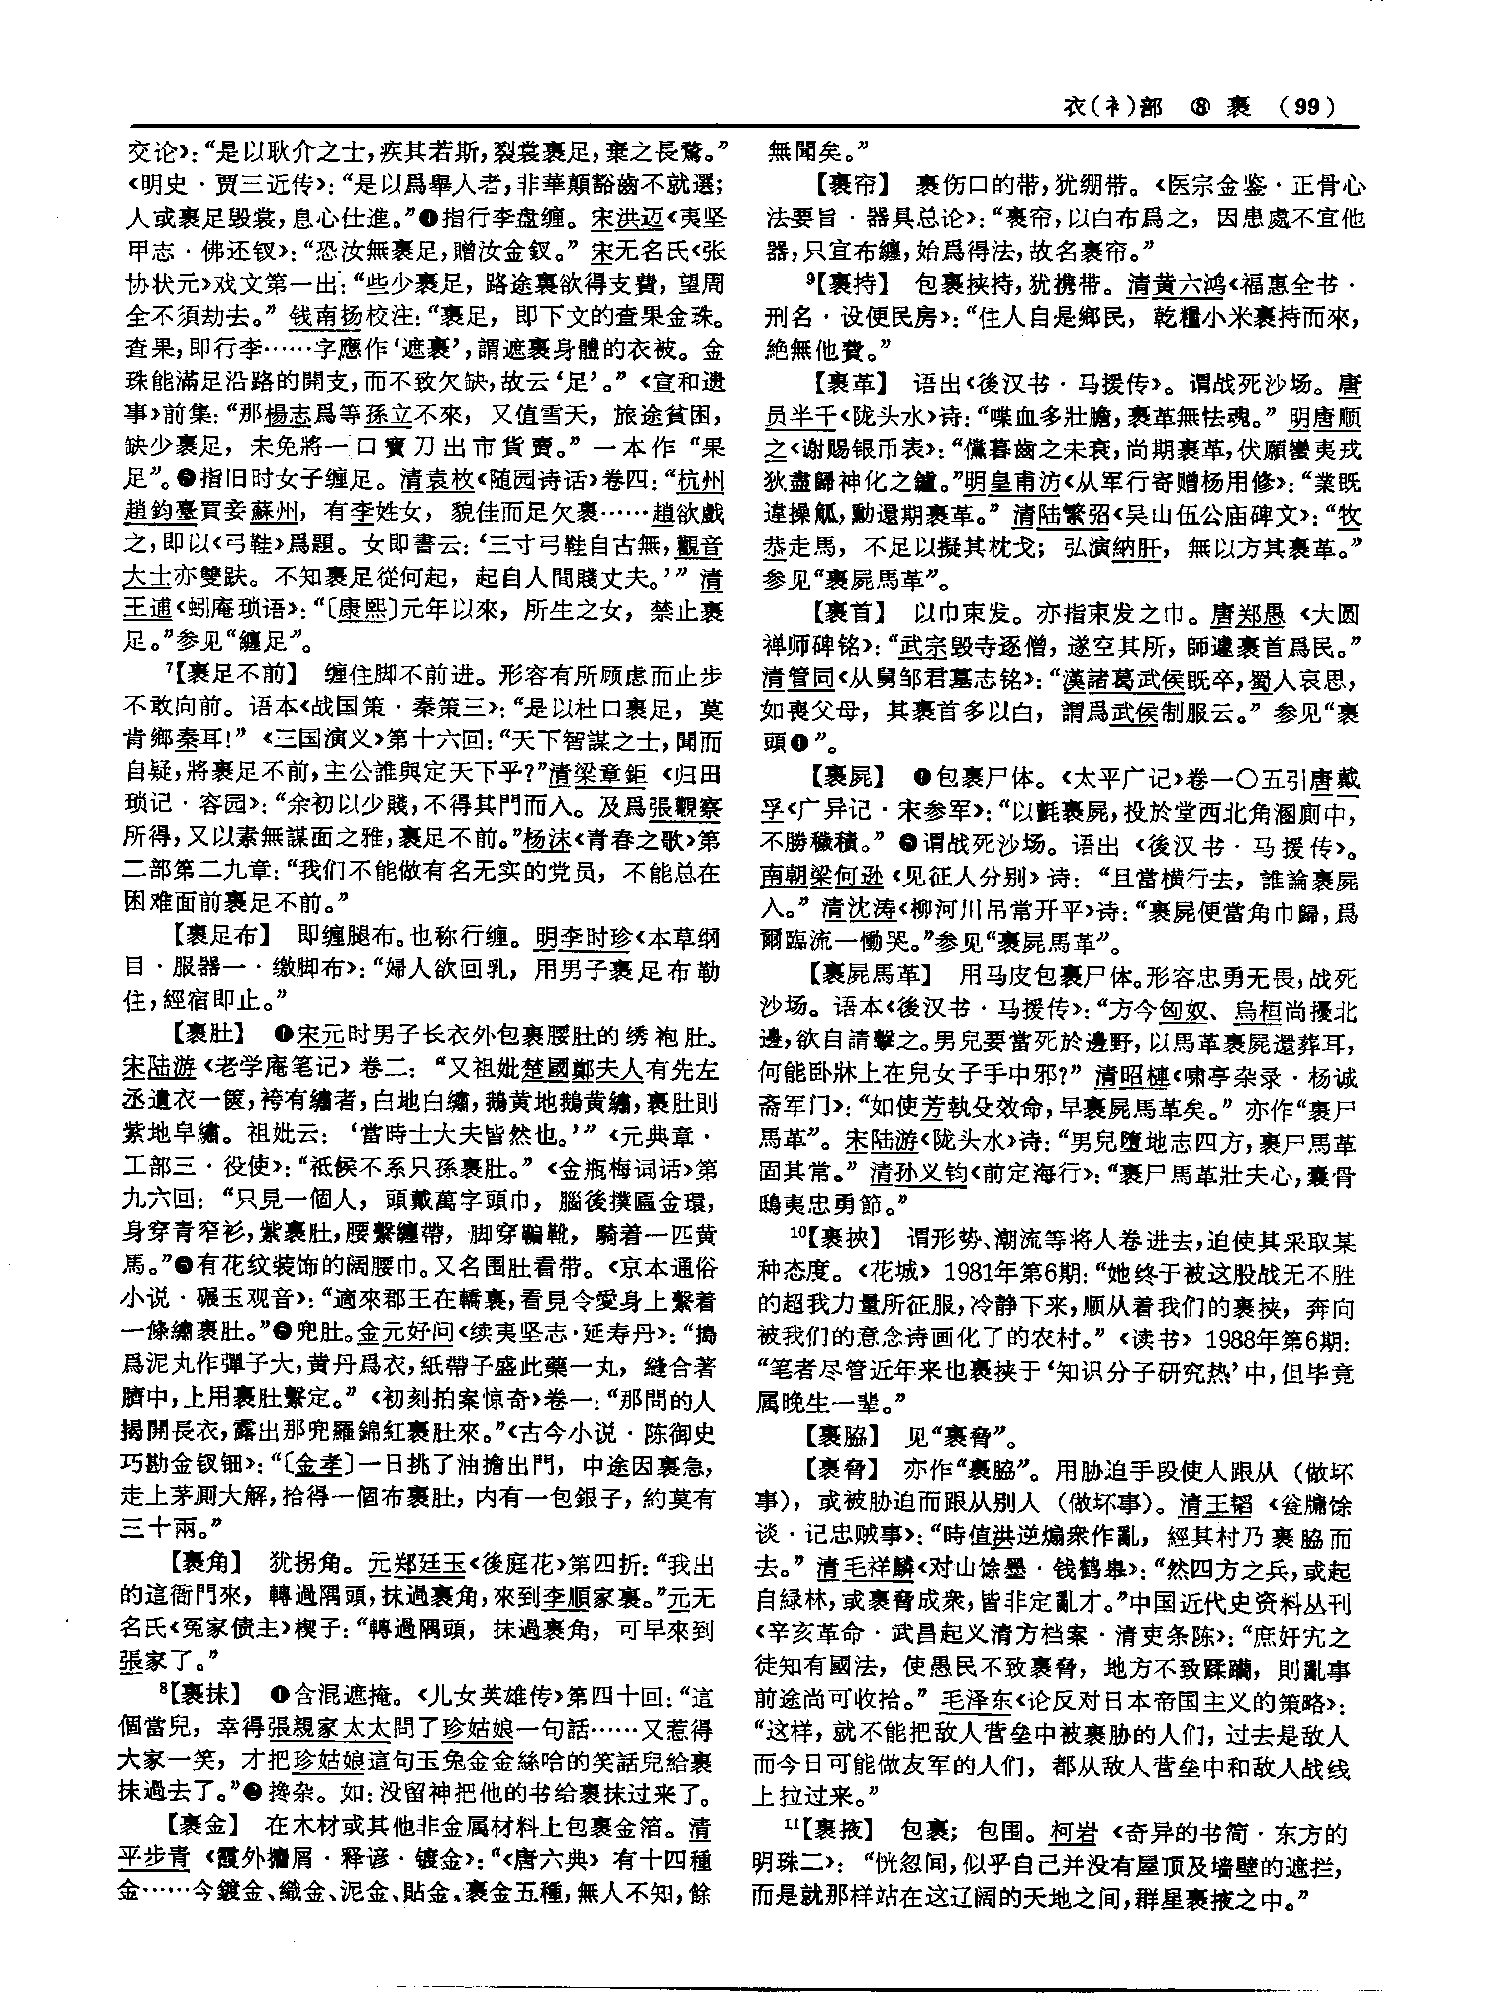 衣(衤)部　⑧　裹　(99)
交论》：“是以耿介之士，疾其若斯，裂裳裹足，棄之長騖。”
《明史·贾三近传》：“是以爲舉人者，非華顛豁齒不就選；
人或裹足毁裳，息心仕進。”❹指行李盘缠。宋洪迈《夷坚
甲志·佛还钗》：“恐汝無裹足，贈汝金釵。”宋无名氏《张
协状元》戏文第一出：“些少裹足，路途裏欲得支費，望周
全不須劫去。”钱南扬校注：“裹足，即下文的查果金珠。
查果，即行李……字應作‘遮裹’，謂遮裹身體的衣被。金
珠能滿足沿路的開支，而不致欠缺，故云‘足’。”《宣和遗
事》前集：“那楊志爲等孫立不來，又值雪天，旅途貧困，
缺少裹足，未免將一口寳刀出市貨賣。”一本作“果
足”。❺指旧时女子缠足。清袁枚《随园诗话》卷四：“杭州
趙鈞臺買妾蘇州，有李姓女，貌佳而足欠裹……趙欲戲
之，即以《弓鞋》爲題。女即書云：‘三寸弓鞋自古無，觀音
大士亦雙趺。不知裹足從何起，起自人間賤丈夫。’”清
王逋《蚓庵琐语》：“〔康熙〕元年以來，所生之女，禁止裹
足。”参见“缠足”。
7【裹足不前】　缠住脚不前进。形容有所顾虑而止步
不敢向前。语本《战国策·秦策三》：“是以杜口裹足，莫
肯鄉秦耳！”《三国演义》第十六回：“天下智謀之士，聞而
自疑，將裹足不前，主公誰與定天下乎？”清梁章鉅《归田
琐记·容园》：“余初以少賤，不得其門而入。及爲張觀察
所得，又以素無謀面之雅，裹足不前。”杨沫《青春之歌》第
二部第二九章：“我们不能做有名无实的党员，不能总在
困难面前裹足不前。”
【裹足布】　即缠腿布。也称行缠。明李时珍《本草纲
目·服器一·缴脚布》：“婦人欲回乳，用男子裹足布勒
住，經宿即止。”
【裹肚】　❶宋元时男子长衣外包裹腰肚的绣袍肚。
宋陆游《老学庵笔记》卷二：“又祖妣楚國鄭夫人有先左
丞遺衣一篋，袴有繡者，白地白繡，鵝黄地鵝黄繡，裹肚則
紫地皁繡。祖妣云：‘當時士大夫皆然也。’”《元典章·
工部三·役使》：“祗候不系只孫裹肚。”《金瓶梅词话》第
九六回：“只見一個人，頭戴萬字頭巾，腦後撲匾金環，
身穿青窄衫，紫裹肚，腰繫纏帶，脚穿䩺靴，騎着一匹黄
馬。”❷有花纹装饰的阔腰巾。又名围肚看带。《京本通俗
小说·碾玉观音》：“適來郡王在轎裏，看見令愛身上繫着
一條繡裹肚。”❸兜肚。金元好问《续夷坚志·延寿丹》：“搗
爲泥丸作彈子大，黄丹爲衣，紙帶子盛此藥一丸，縫合著
臍中，上用裹肚繫定。”《初刻拍案惊奇》卷一：“那問的人
揭開長衣，露出那兜羅錦紅裹肚來。”《古今小说·陈御史
巧勘金钗钿》：“〔金孝〕一日挑了油擔出門，中途因裏急，
走上茅厠大解，拾得一個布裹肚，内有一包銀子，約莫有
三十兩。”
【裹角】　犹拐角。元郑廷玉《後庭花》第四折：“我出
的這衙門來，轉過隅頭，抹過裹角，來到李順家裏。”元无
名氏《冤家债主》楔子：“轉過隅頭，抹過裹角，可早來到
張家了。”
8【裹抹】　❶含混遮掩。《儿女英雄传》第四十回：“這
個當兒，幸得張親家太太問了珍姑娘一句話……又惹得
大家一笑，才把珍姑娘這句玉兔金金絲哈的笑話兒給裹
抹過去了。”❷搀杂。如：没留神把他的书给裹抹过来了。
【裹金】　在木材或其他非金属材料上包裹金箔。清
平步青《霞外攟屑·释谚·镀金》：“《唐六典》有十四種
金……今鍍金、織金、泥金、貼金、裹金五種，無人不知，餘
無聞矣。”
【裹帘】　裹伤口的带，犹绷带。《医宗金鉴·正骨心
法要旨·器具总论》：“裹帘，以白布爲之，因患處不宜他
器，只宜布纏，始爲得法，故名裹帘。”
9【裹持】　包裹挟持，犹携带。清黄六鸿《福惠全书·
刑名·设便民房》：“住人自是鄉民，乾糧小米裹持而來，
絶無他費。”
【裹革】　语出《後汉书·马援传》。谓战死沙场。唐
员半千《陇头水》诗：“喋血多壯膽，裹革無怯魂。”明唐顺
之《谢赐银币表》：“儻暮齒之未衰，尚期裹革，伏願蠻夷戎
狄盡歸神化之鑪。”明皇甫汸《从军行寄赠杨用修》：“業既
違操觚，勳還期裹革。”清陆繁弨《吴山伍公庙碑文》：“牧
恭走馬，不足以擬其枕戈；弘演納肝，無以方其裹革。”
参见“裹屍馬革”。
【裹首】　以巾束发。亦指束发之巾。唐郑愚《大圆
禅师碑铭》：“武宗毁寺逐僧，遂空其所，師遽裹首爲民。”
清管同《从舅邹君墓志铭》：“漢諸葛武侯既卒，蜀人哀思，
如喪父母，其裹首多以白，謂爲武侯制服云。”参见“裹
頭❶”。
【裹屍】　❶包裹尸体。《太平广记》卷一〇五引唐戴
孚《广异记·宋参军》：“以氈裹屍，投於堂西北角溷廁中，
不勝穢積。”❷谓战死沙场。语出《後汉书·马援传》。
南朝梁何逊《见征人分别》诗：“且當横行去，誰論裹屍
入。”清沈涛《柳河川吊常开平》诗：“裹屍便當角巾歸，爲
爾臨流一慟哭。”参见“裹屍馬革”。
【裹屍馬革】　用马皮包裹尸体。形容忠勇无畏，战死
沙场。语本《後汉书·马援传》：“方今匈奴、烏桓尚擾北
邊，欲自請擊之。男兒要當死於邊野，以馬革裹屍還葬耳，
何能卧牀上在兒女子手中邪？”清昭槤《啸亭杂录·杨诚
斋军门》：“如使芳執殳效命，早裹屍馬革矣。”亦作“裹尸
馬革”。宋陆游《陇头水》诗：“男兒墮地志四方，裹尸馬革
固其常。”清孙义钧《前定海行》：“裹尸馬革壯夫心，囊骨
鴟夷忠勇節。”
10【裹挾】　谓形势、潮流等将人卷进去，迫使其采取某
种态度。《花城》1981年第6期：“她终于被这股战无不胜
的超我力量所征服，冷静下来，顺从着我们的裹挟，奔向
被我们的意念诗画化了的农村。”《读书》1988年第6期：
“笔者尽管近年来也裹挟于‘知识分子研究热’中，但毕竟
属晚生一辈。”
【裹脇】　见“裹脅”。
【裹脅】　亦作“裹脇”。用胁迫手段使人跟从（做坏
事），或被胁迫而跟从别人（做坏事）。清王韬《瓮牖馀
谈·记忠贼事》：“時值洪逆煽衆作亂，經其村乃裹脇而
去。”清毛祥麟《对山馀墨·钱鹤皋》：“然四方之兵，或起
自緑林，或裹脅成衆，皆非定亂才。”中国近代史资料丛刊
《辛亥革命·武昌起义清方档案·清吏条陈》：“庶奸宄之
徒知有國法，使愚民不致裹脅，地方不致蹂躪，則亂事
前途尚可收拾。”毛泽东《论反对日本帝国主义的策略》：
“这样，就不能把敌人营垒中被裹胁的人们，过去是敌人
而今日可能做友军的人们，都从敌人营垒中和敌人战线
上拉过来。”
11【裹掖】　包裹；包围。柯岩《奇异的书简·东方的
明珠二》：“恍忽间，似乎自己并没有屋顶及墙壁的遮拦，
而是就那样站在这辽阔的天地之间，群星裹掖之中。”